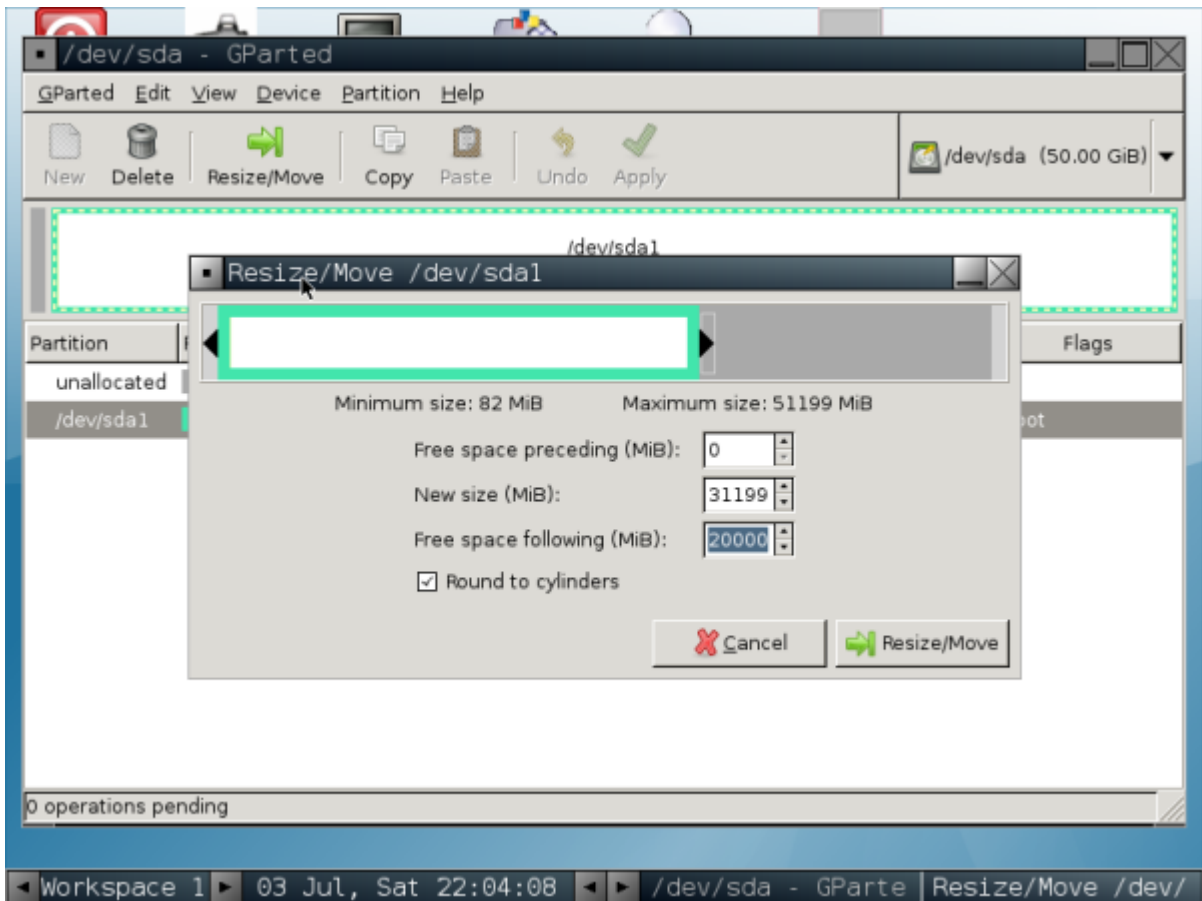 /dev/sda - GParted
GParted Edit View Device Partition Help
New Delete Resize/Move Copy Paste Undo Apply /dev/sda (50.00 GiB)
/dev/sda1
Resize/Move /dev/sda1
Partition Flags
unallocated
/dev/sda1
Minimum size: 82 MiB Maximum size: 51199 MiB
Free space preceding (MiB): 0
New size (MiB): 31199
Free space following (MiB): 20000
Round to cylinders
Cancel Resize/Move
0 operations pending
Workspace 1 03 Jul, Sat 22:04:08 /dev/sda - GParte Resize/Move /dev/